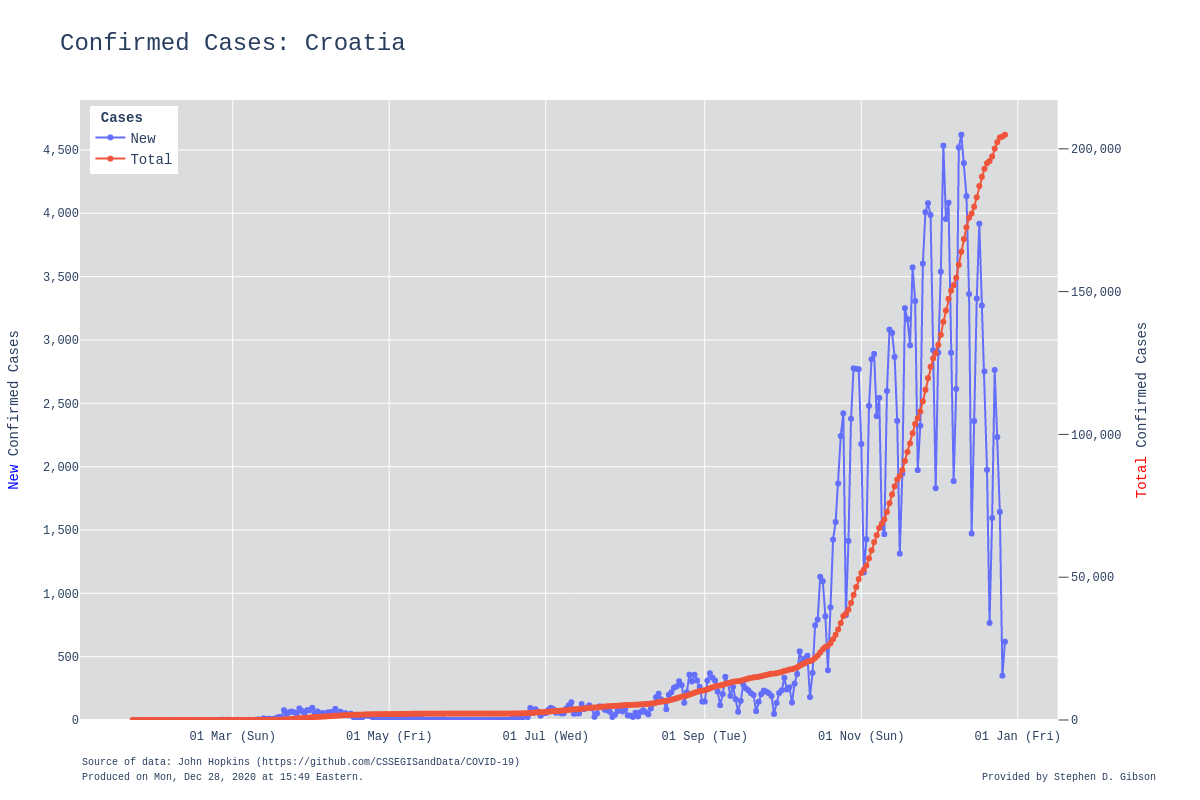 Confirmed Cases: Croatia
Cases
New
Total
4,500
4,000
3,500
3,000
2,500
2,000
1,500
1,000
500
0
New Confirmed Cases
200,000
150,000
100,000
50,000
0
Total Confirmed Cases
01 Mar (Sun)
01 May (Fri)
01 Jul (Wed)
01 Sep (Tue)
01 Nov (Sun)
01 Jan (Fri)
Source of data: John Hopkins (https://github.com/CSSEGISandData/COVID-19)
Produced on Mon, Dec 28, 2020 at 15:49 Eastern.
Provided by Stephen D. Gibson